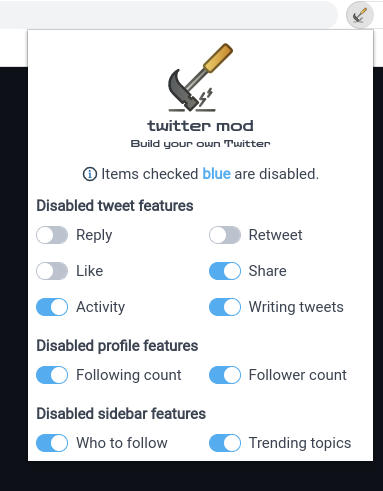 twitter mod
Build your own Twitter
Items checked blue are disabled.
Disabled tweet features
Reply
Retweet
Like
Share
Activity
Writing tweets
Disabled profile features
Following count
Follower count
Disabled sidebar features
Who to follow
Trending topics